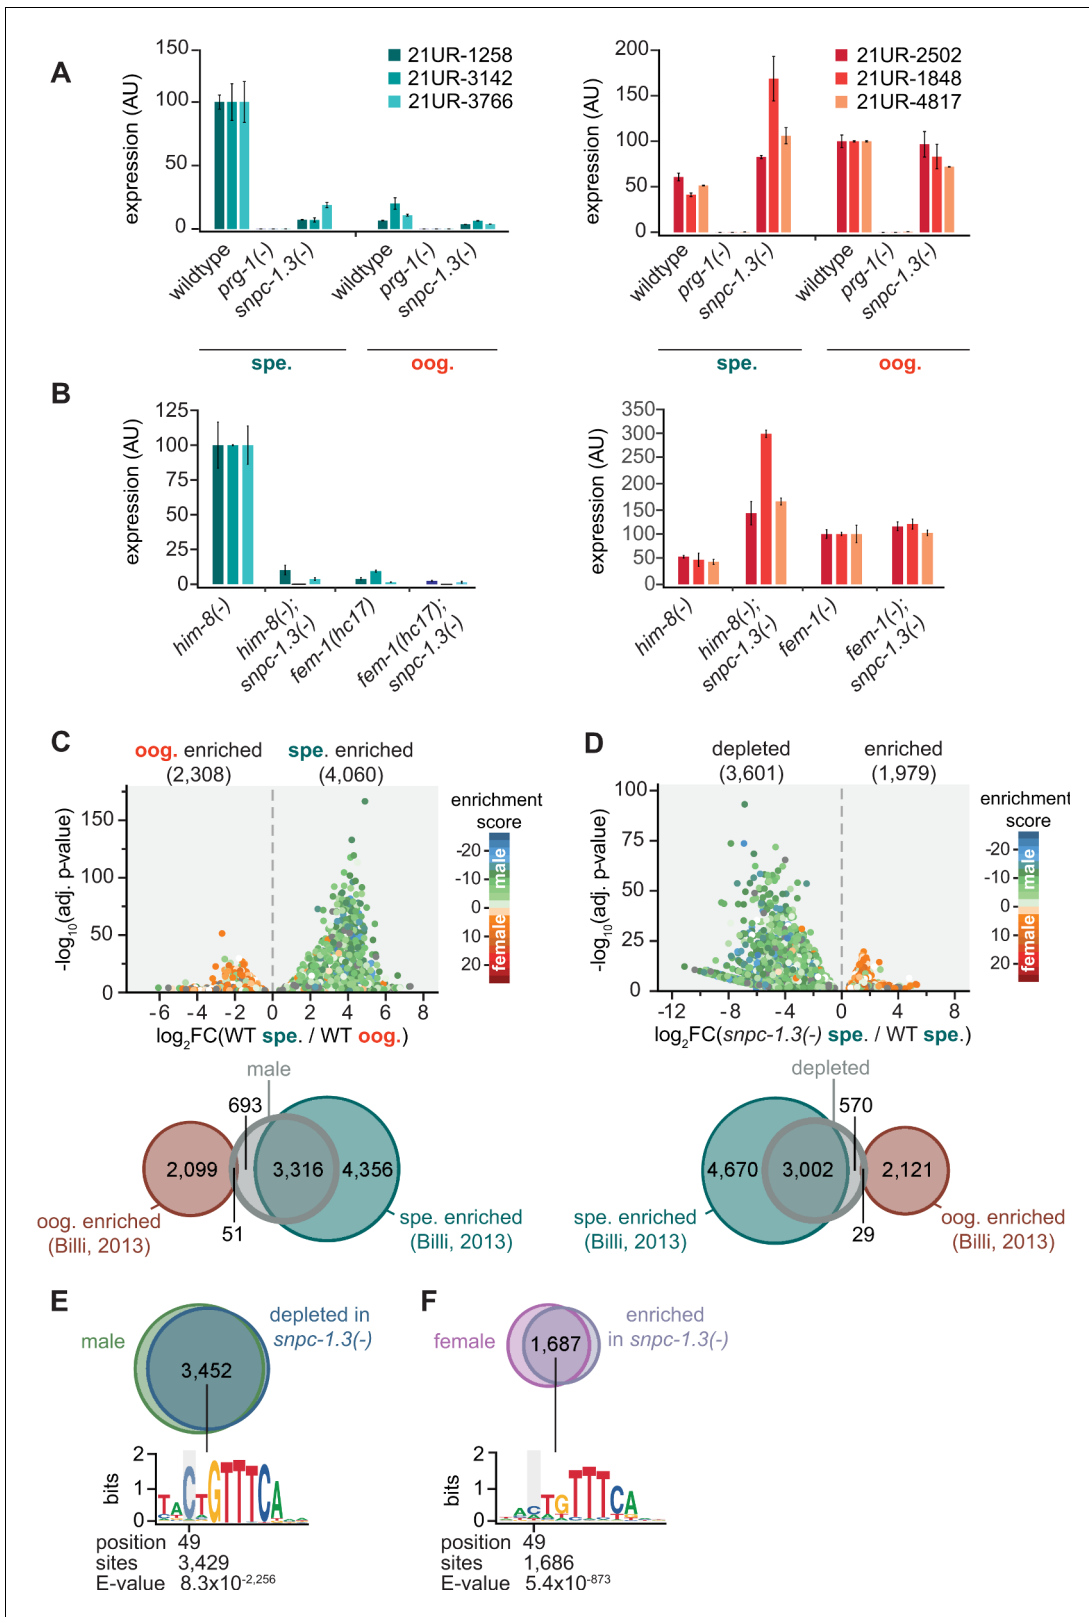 A
expression (AU)
150
100
50
0
21UR-1258
21UR-3142
21UR-3766
wildtype
prg-1(-)
snpc-1.3(-)
wildtype
prg-1(-)
snpc-1.3(-)
spe.
oog.
expression (AU)
200
150
100
50
0
21UR-2502
21UR-1848
21UR-4817
wildtype
prg-1(-)
snpc-1.3(-)
wildtype
prg-1(-)
snpc-1.3(-)
spe.
oog.
B
expression (AU)
125
100
75
50
25
0
him-8(-)
him-8(-);
snpc-1.3(-)
fem-1(hc17)
fem-1(hc17);
snpc-1.3(-)
expression (AU)
350
300
250
200
150
100
50
0
him-8(-)
him-8(-);
snpc-1.3(-)
fem-1(-)
fem-1(-);
snpc-1.3(-)
C
oog. enriched
(2,308)
spe. enriched
(4,060)
-log10(adj. p-value)
150
100
50
0
-6 -4 -2 0 2 4 6 8
log2FC(WT spe. / WT oog.)
enrichment
score
-20
-10
0
10
20
male
female
male
693
2,099
3,316
4,356
51
oog. enriched
(Billi, 2013)
spe. enriched
(Billi, 2013)
D
depleted
(3,601)
enriched
(1,979)
-log10(adj. p-value)
100
75
50
25
0
-12 -8 -4 0 4 8
log2FC(snpc-1.3(-) spe. / WT spe.)
enrichment
score
-20
-10
0
10
20
male
female
depleted
570
4,670
3,002
2,121
29
spe. enriched
(Billi, 2013)
oog. enriched
(Billi, 2013)
E
male
depleted in
snpc-1.3(-)
3,452
bits
2
1
0
TACTGTTTCA
position 49
sites 3,429
E-value 8.3x10-2,256
F
female
enriched
in snpc-1.3(-)
1,687
bits
2
1
0
ACTGTTTCA
position 49
sites 1,686
E-value 5.4x10-873